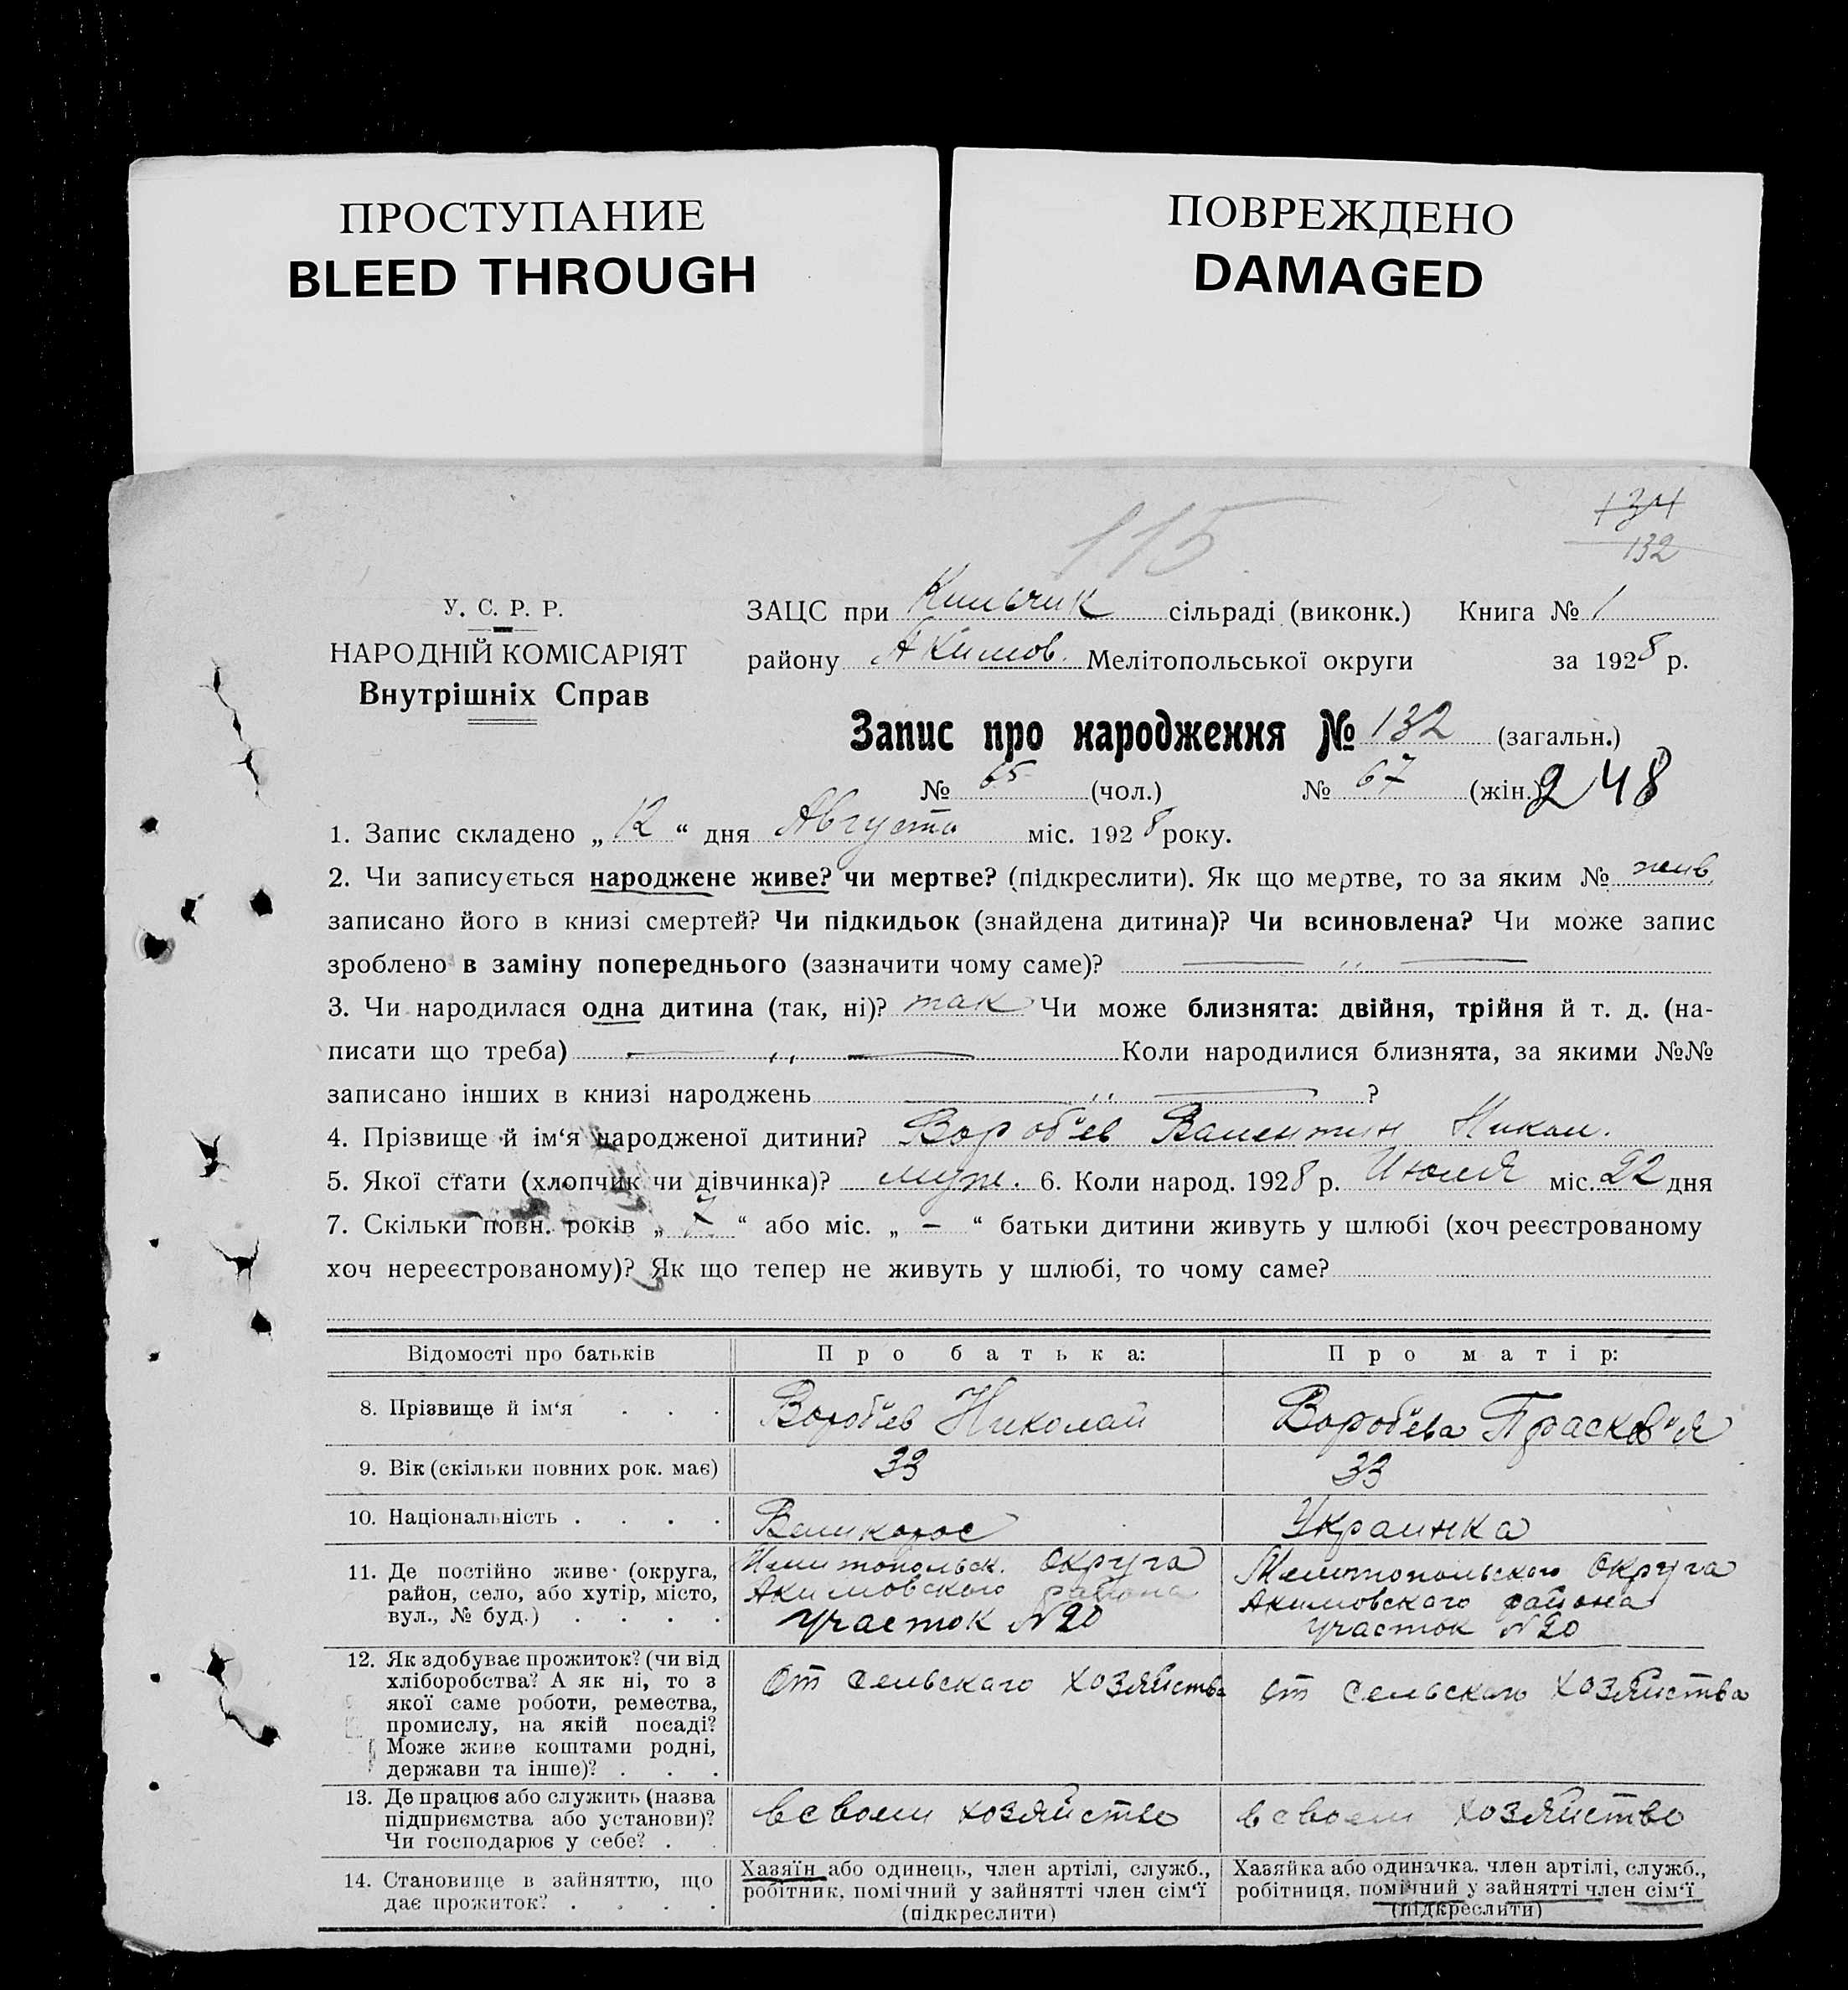 ПРОСТУПАНИЕ
BLEED THROUGH
ПОВРЕЖДЕНО
DAMAGED
115
134
132
У. С. Р. Р.
НАРОДНІЙ КОМІСАРІЯТ
Внутрішніх Справ
ЗАЦС при сільраді (виконк.) Книга № 1
району Акимов. Мелітопольської округи за 1928 р.
Запис про народження № 132 (загальн.)
№ 65 (чол.) № 67 (жін.) 248
1. Запис складено „ 12 “ дня Августа міс. 1928 року.
2. Чи записується народжене живе? чи мертве? (підкреслити). Як що мертве, то за яким № жив.
записано його в книзі смертей? Чи підкидьок (знайдена дитина)? Чи всиновлена? Чи може запис
зроблено в заміну попереднього (зазначити чому саме)? — „ —
3. Чи народилася одна дитина (так, ні)? так Чи може близнята: двійня, трійня й т. д. (на-
писати що треба) — „ — Коли народилися близнята, за якими №№
записано інших в книзі народжень — „ — ?
4. Прізвище й ім‘я народженої дитини? Вороб'ев Валентин Никол.
5. Якої стати (хлопчик чи дівчинка)? муж. 6. Коли народ. 1928 р. Июля міс. 22 дня
7. Скільки повн. років „ 7 “ або міс. „ – “ батьки дитини живуть у шлюбі (хоч реєстрованому
хоч нереєстрованому)? Як що тепер не живуть у шлюбі, то чому саме?
Відомості про батьків Про батька: Про матір:
8. Прізвище й ім‘я . . . Вороб'ев Николай Вороб'ева Прасков'я
9. Вік (скільки повних рок. має) 33 33
10. Національність . . . . Великорос Украинка
11. Де постійно живе (округа, Мелитопольск. Округа Мелитопольского Округа
район, село, або хутір, місто, Акимовского района Акимовского района
вул., № буд.) . . . . участок №20 участок №20
12. Як здобуває прожиток? (чи від
хліборобства? А як ні, то з От Сельскаго хозяйства от Сельскаго хозяйства
якої саме роботи, ремества,
промислу, на якій посаді?
Може живе коштами родні,
держави та інше)? . . .
13. Де працює або служить (назва
підприємства або установи)? в своем хозяйстве в своем хозяйстве
Чи господарює у себе? . .
14. Становище в зайняттю, що
дає прожиток? . . . .
Хазяїн або одинець, член артілі, служб.,
робітник, помічний у зайнятті член сім‘ї
(підкреслити)
Хазяйка або одиначка. член артілі, служб.,
робітниця, помічний у зайнятті член сім‘ї
(підкреслити)